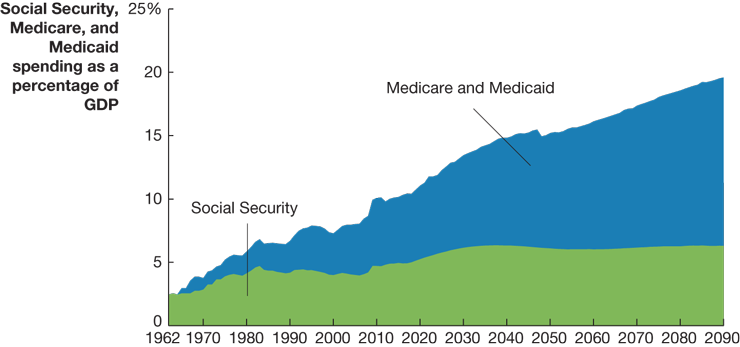 Social Security,
Medicare, and
Medicaid
spending as a
percentage of
GDP
25%
20
15
10
5
0
Medicare and Medicaid
Social Security
1962 1970 1980 1990 2000 2010 2020 2030 2040 2050 2060 2070 2080 2090